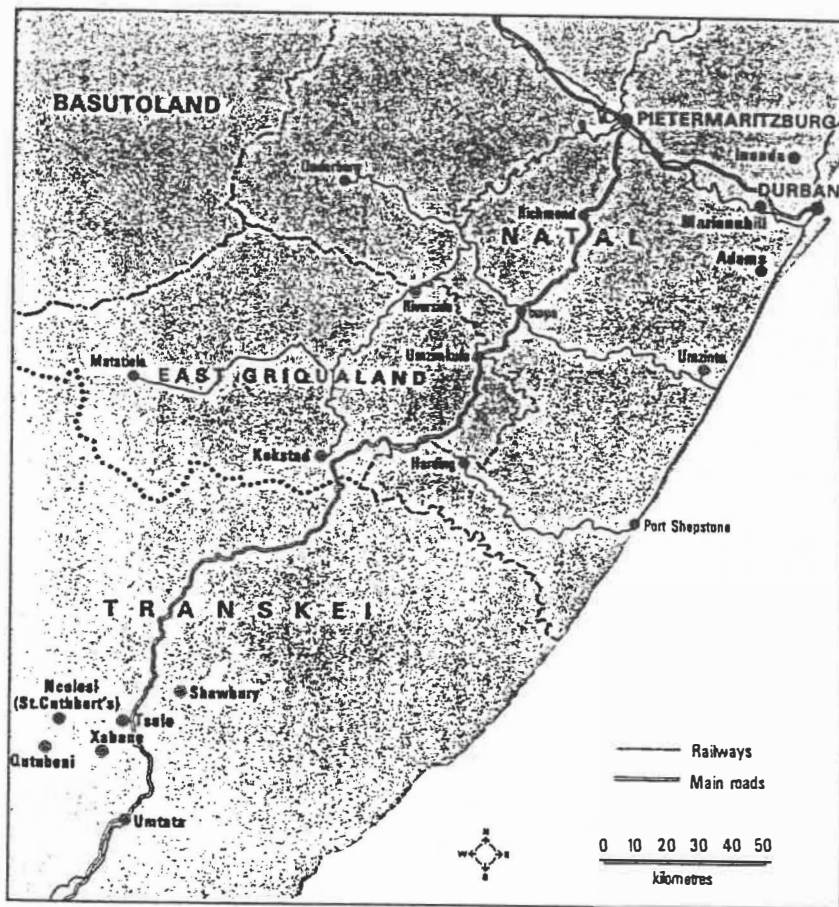 BASUTOLAND
PIETERMARITZBURG
Inanda
DURBAN
Richmond
Mariannhill
NATAL
Adams
Riverside
Ixopo
Umzimkulu
Umzinto
Matatiele
EAST GRIQUALAND
Kokstad
Harding
Port Shepstone
TRANSKEI
Shawbury
Ncolosi
(St.Cuthbert's)
Tsolo
Xabane
Qutubeni
Umtata
Railways
Main roads
N
W E
S
0 10 20 30 40 50
kilometres